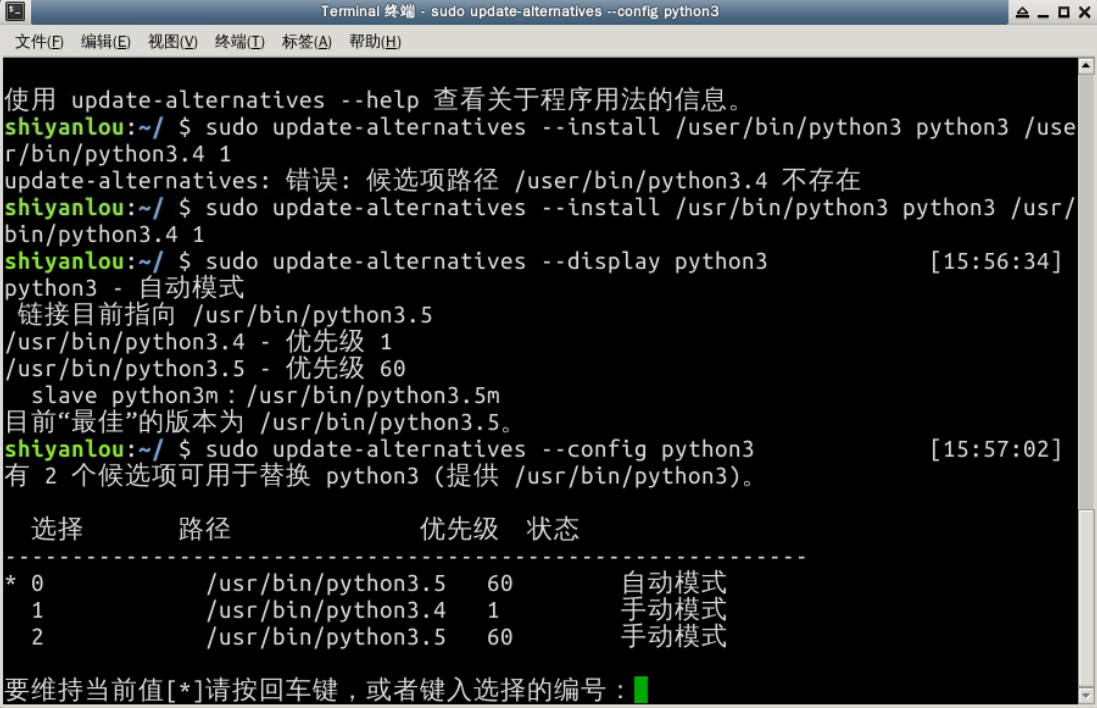 Terminal 终端 - sudo update-alternatives --config python3
文件(F) 编辑(E) 视图(V) 终端(T) 标签(A) 帮助(H)
使用 update-alternatives --help 查看关于程序用法的信息。
shiyanlou:~/ $ sudo update-alternatives --install /user/bin/python3 python3 /use
r/bin/python3.4 1
update-alternatives: 错误: 候选项路径 /user/bin/python3.4 不存在
shiyanlou:~/ $ sudo update-alternatives --install /usr/bin/python3 python3 /usr/
bin/python3.4 1
shiyanlou:~/ $ sudo update-alternatives --display python3 [15:56:34]
python3 - 自动模式
链接目前指向 /usr/bin/python3.5
/usr/bin/python3.4 - 优先级 1
/usr/bin/python3.5 - 优先级 60
slave python3m：/usr/bin/python3.5m
目前“最佳”的版本为 /usr/bin/python3.5。
shiyanlou:~/ $ sudo update-alternatives --config python3 [15:57:02]
有 2 个候选项可用于替换 python3 (提供 /usr/bin/python3)。
选择 路径 优先级 状态
------------------------------------------------------------
* 0 /usr/bin/python3.5 60 自动模式
1 /usr/bin/python3.4 1 手动模式
2 /usr/bin/python3.5 60 手动模式
要维持当前值[*]请按回车键，或者键入选择的编号：